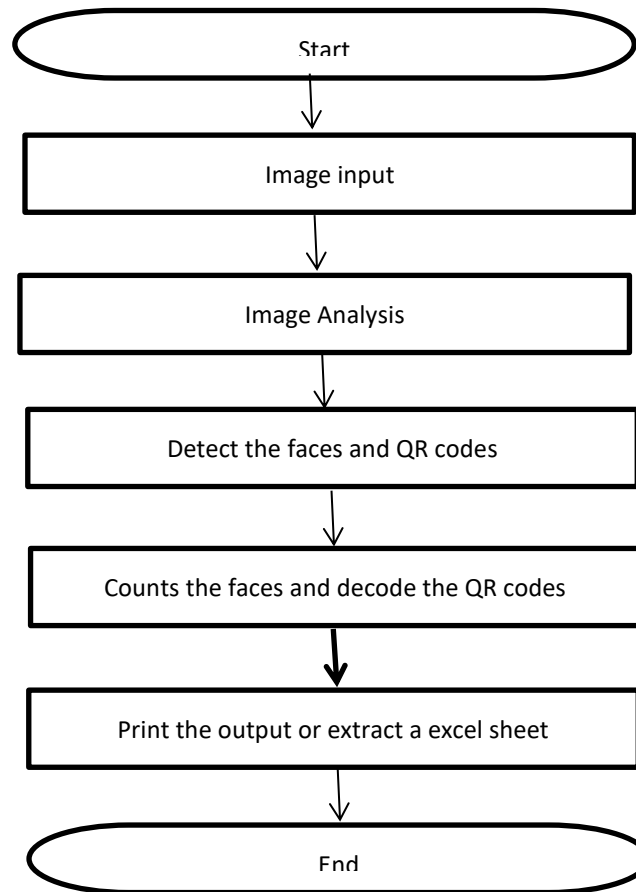 Start
Image input
Image Analysis
Detect the faces and QR codes
Counts the faces and decode the QR codes
Print the output or extract a excel sheet
End